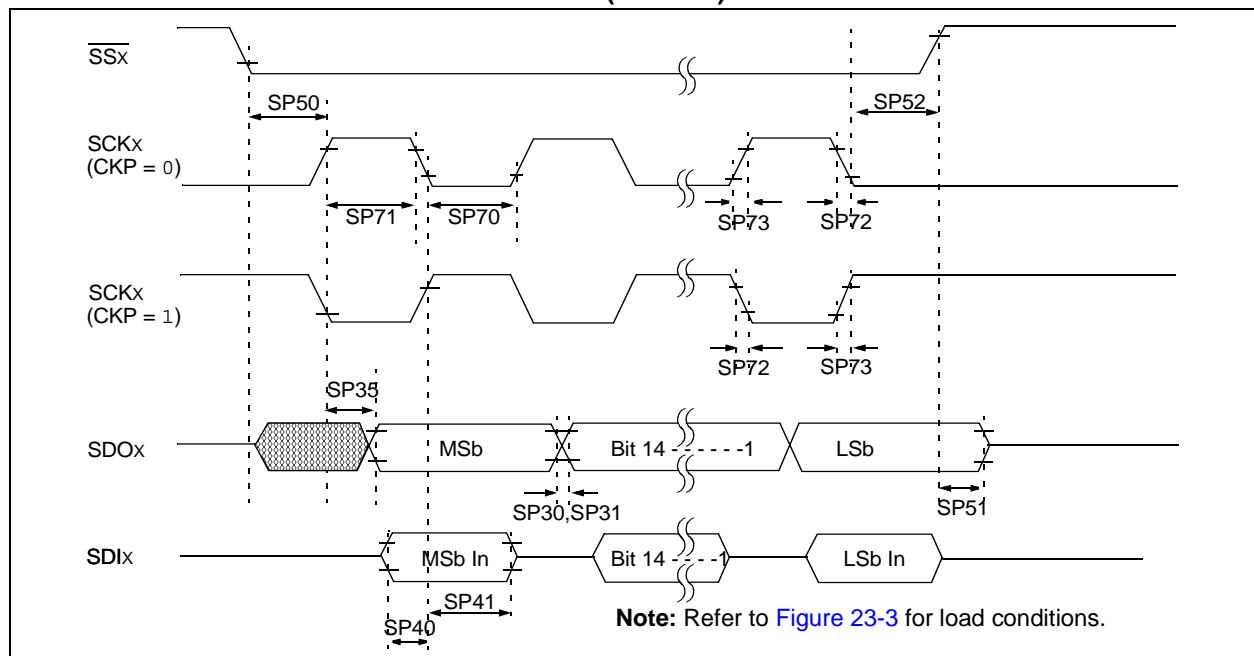 SSx
SP50
SP52
SCKx
(CKP = 0)
SP71
SP70
SP73
SP72
SCKx
(CKP = 1)
SP72
SP73
SP35
SDOx
MSb
Bit 14 - - - - - -1
LSb
SP30,SP31
SP51
SDIx
MSb In
Bit 14 - - - -1
LSb In
SP41
SP40
Note: Refer to Figure 23-3 for load conditions.